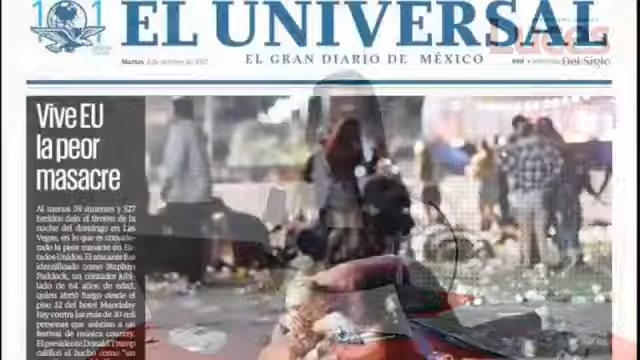 101
EL UNIVERSAL
Martes
EL GRAN DIARIO DE MÉXICO
Luces
Del Siglo
Vive EU
la peor
masacre
Al menos 59 muertos y 527
heridos dejó el tiroteo de la
noche del domingo en Las
Vegas, en lo que es conside-
rado la peor masacre en Es-
tados Unidos. El atacante fue
identificado como Stephen
Paddock, un contador jubi-
lado de 64 años de edad,
quien abrió fuego desde el
piso 32 del hotel Mandalay
Bay contra las más de 20 mil
personas que asistían a un
festival de música country.
El presidente Donald Trump
calificó el hecho como "un